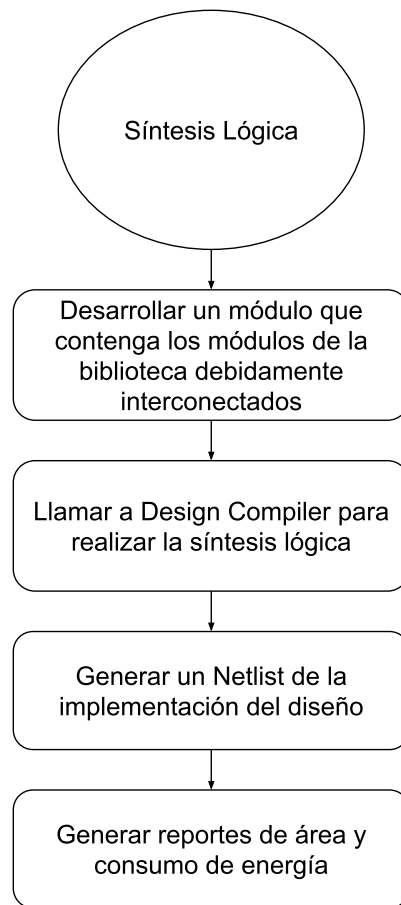 Síntesis Lógica
Desarrollar un módulo que
contenga los módulos de la
biblioteca debidamente
interconectados
Llamar a Design Compiler para
realizar la síntesis lógica
Generar un Netlist de la
implementación del diseño
Generar reportes de área y
consumo de energía